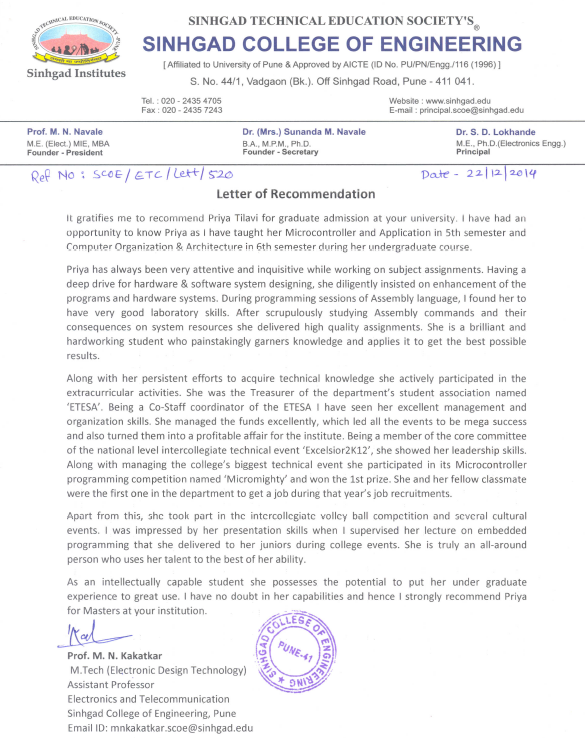 SINHGAD TECHNICAL EDUCATION SOCIETY'S®
SINHGAD COLLEGE OF ENGINEERING
[ Affiliated to University of Pune & Approved by AICTE (ID No. PU/PN/Engg./116 (1996) ]
S. No. 44/1, Vadgaon (Bk.). Off Sinhgad Road, Pune - 411 041.
SINHGAD TECHNICAL EDUCATION SOCIETY PUNE
Sinhgad Institutes
Tel. : 020 - 2435 4705
Fax : 020 - 2435 7243
Website : www.sinhgad.edu
E-mail : principal.scoe@sinhgad.edu
Prof. M. N. Navale
M.E. (Elect.) MIE, MBA
Founder - President
Dr. (Mrs.) Sunanda M. Navale
B.A., M.P.M., Ph.D.
Founder - Secretary
Dr. S. D. Lokhande
M.E., Ph.D.(Electronics Engg.)
Principal
Ref No : SCOE/ETC/Lett/520
Date - 22/12/2014
Letter of Recommendation
It gratifies me to recommend Priya Tilavi for graduate admission at your university. I have had an
opportunity to know Priya as I have taught her Microcontroller and Application in 5th semester and
Computer Organization & Architecture in 6th semester during her undergraduate course.
Priya has always been very attentive and inquisitive while working on subject assignments. Having a
deep drive for hardware & software system designing, she diligently insisted on enhancement of the
programs and hardware systems. During programming sessions of Assembly language, I found her to
have very good laboratory skills. After scrupulously studying Assembly commands and their
consequences on system resources she delivered high quality assignments. She is a brilliant and
hardworking student who painstakingly garners knowledge and applies it to get the best possible
results.
Along with her persistent efforts to acquire technical knowledge she actively participated in the
extracurricular activities. She was the Treasurer of the department's student association named
'ETESA'. Being a Co-Staff coordinator of the ETESA I have seen her excellent management and
organization skills. She managed the funds excellently, which led all the events to be mega success
and also turned them into a profitable affair for the institute. Being a member of the core committee
of the national level intercollegiate technical event 'Excelsior2K12', she showed her leadership skills.
Along with managing the college's biggest technical event she participated in its Microcontroller
programming competition named 'Micromighty' and won the 1st prize. She and her fellow classmate
were the first one in the department to get a job during that year's job recruitments.
Apart from this, she took part in the intercollegiate volley ball competition and several cultural
events. I was impressed by her presentation skills when I supervised her lecture on embedded
programming that she delivered to her juniors during college events. She is truly an all-around
person who uses her talent to the best of her ability.
As an intellectually capable student she possesses the potential to put her under graduate
experience to great use. I have no doubt in her capabilities and hence I strongly recommend Priya
for Masters at your institution.
SINHGAD COLLEGE OF ENGINEERING
PUNE-41
Prof. M. N. Kakatkar
M.Tech (Electronic Design Technology)
Assistant Professor
Electronics and Telecommunication
Sinhgad College of Engineering, Pune
Email ID: mnkakatkar.scoe@sinhgad.edu